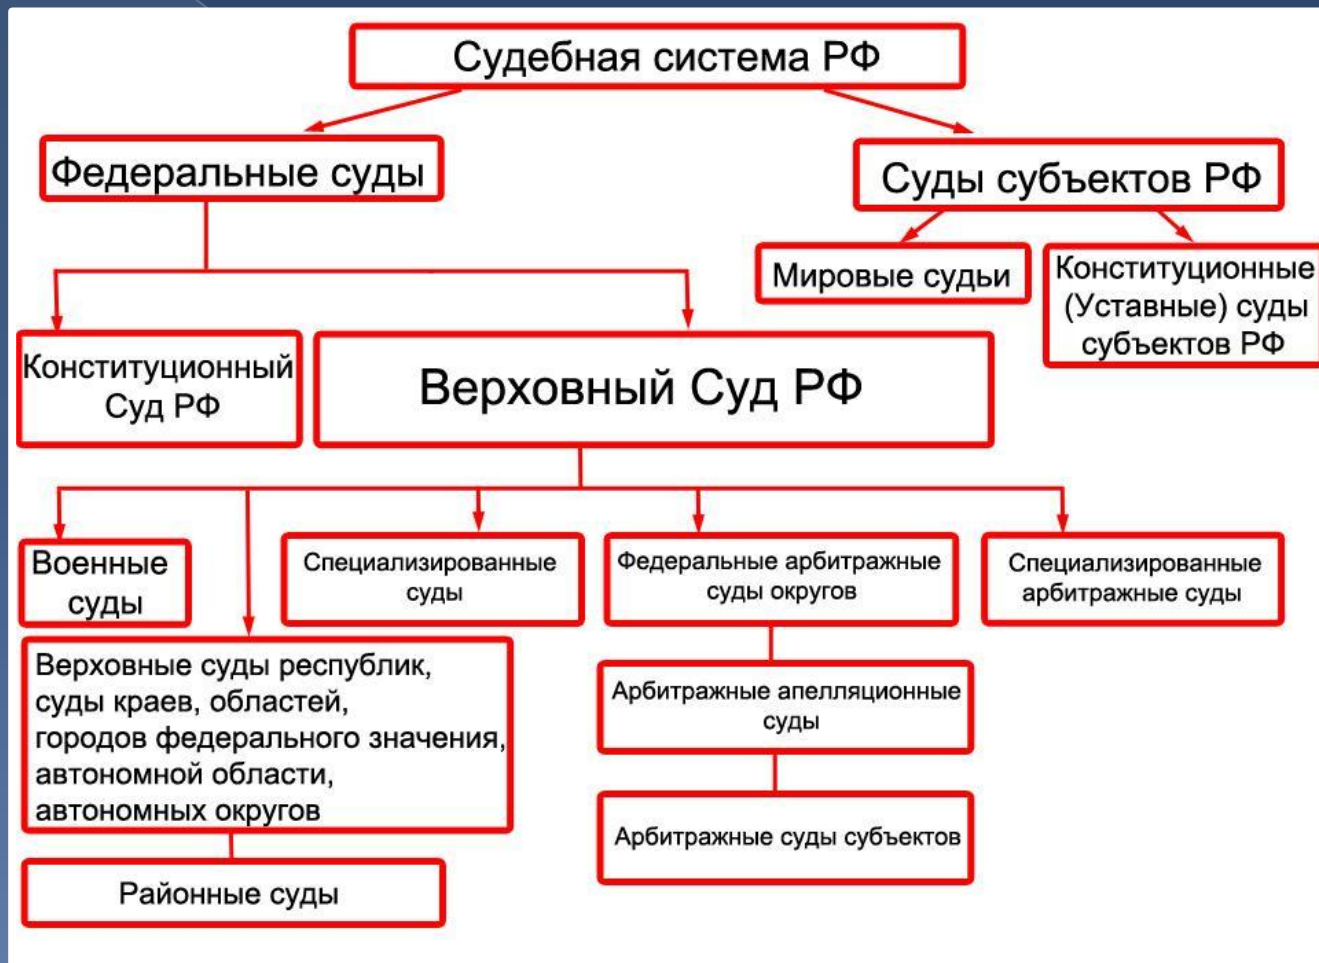 Судебная система РФ
Федеральные суды
Суды субъектов РФ
Мировые судьи
Конституционные
(Уставные) суды
субъектов РФ
Конституционный
Суд РФ
Верховный Суд РФ
Военные
суды
Специализированные
суды
Федеральные арбитражные
суды округов
Специализированные
арбитражные суды
Верховные суды республик,
суды краев, областей,
городов федерального значения,
автономной области,
автономных округов
Арбитражные апелляционные
суды
Арбитражные суды субъектов
Районные суды